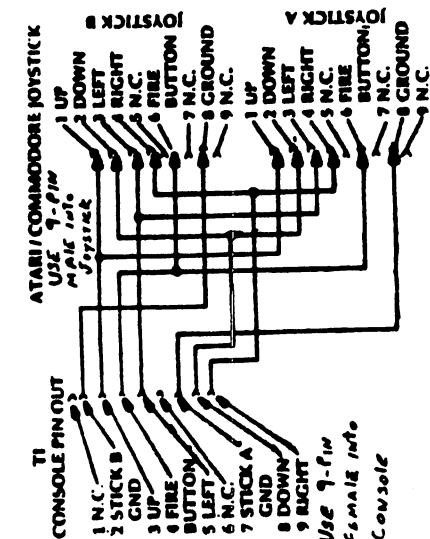 ATARI / COMMODORE JOYSTICK
USE 9-PIN
MALE INTO
Joystick
JOYSTICK B
1 UP
2 DOWN
3 LEFT
4 RIGHT
5 N.C.
6 FIRE
BUTTON
7 N.C.
8 GROUND
9 N.C.
JOYSTICK A
1 UP
2 DOWN
3 LEFT
4 RIGHT
5 N.C.
6 FIRE
BUTTON
7 N.C.
8 GROUND
9 N.C.
TI
CONSOLE PIN OUT
1 N.C.
2 STICK B
GND
3 UP
4 FIRE
BUTTON
5 LEFT
6 N.C.
7 STICK A
GND
8 DOWN
9 RIGHT
USE 9-PIN
FEMALE INTO
CONSOLE